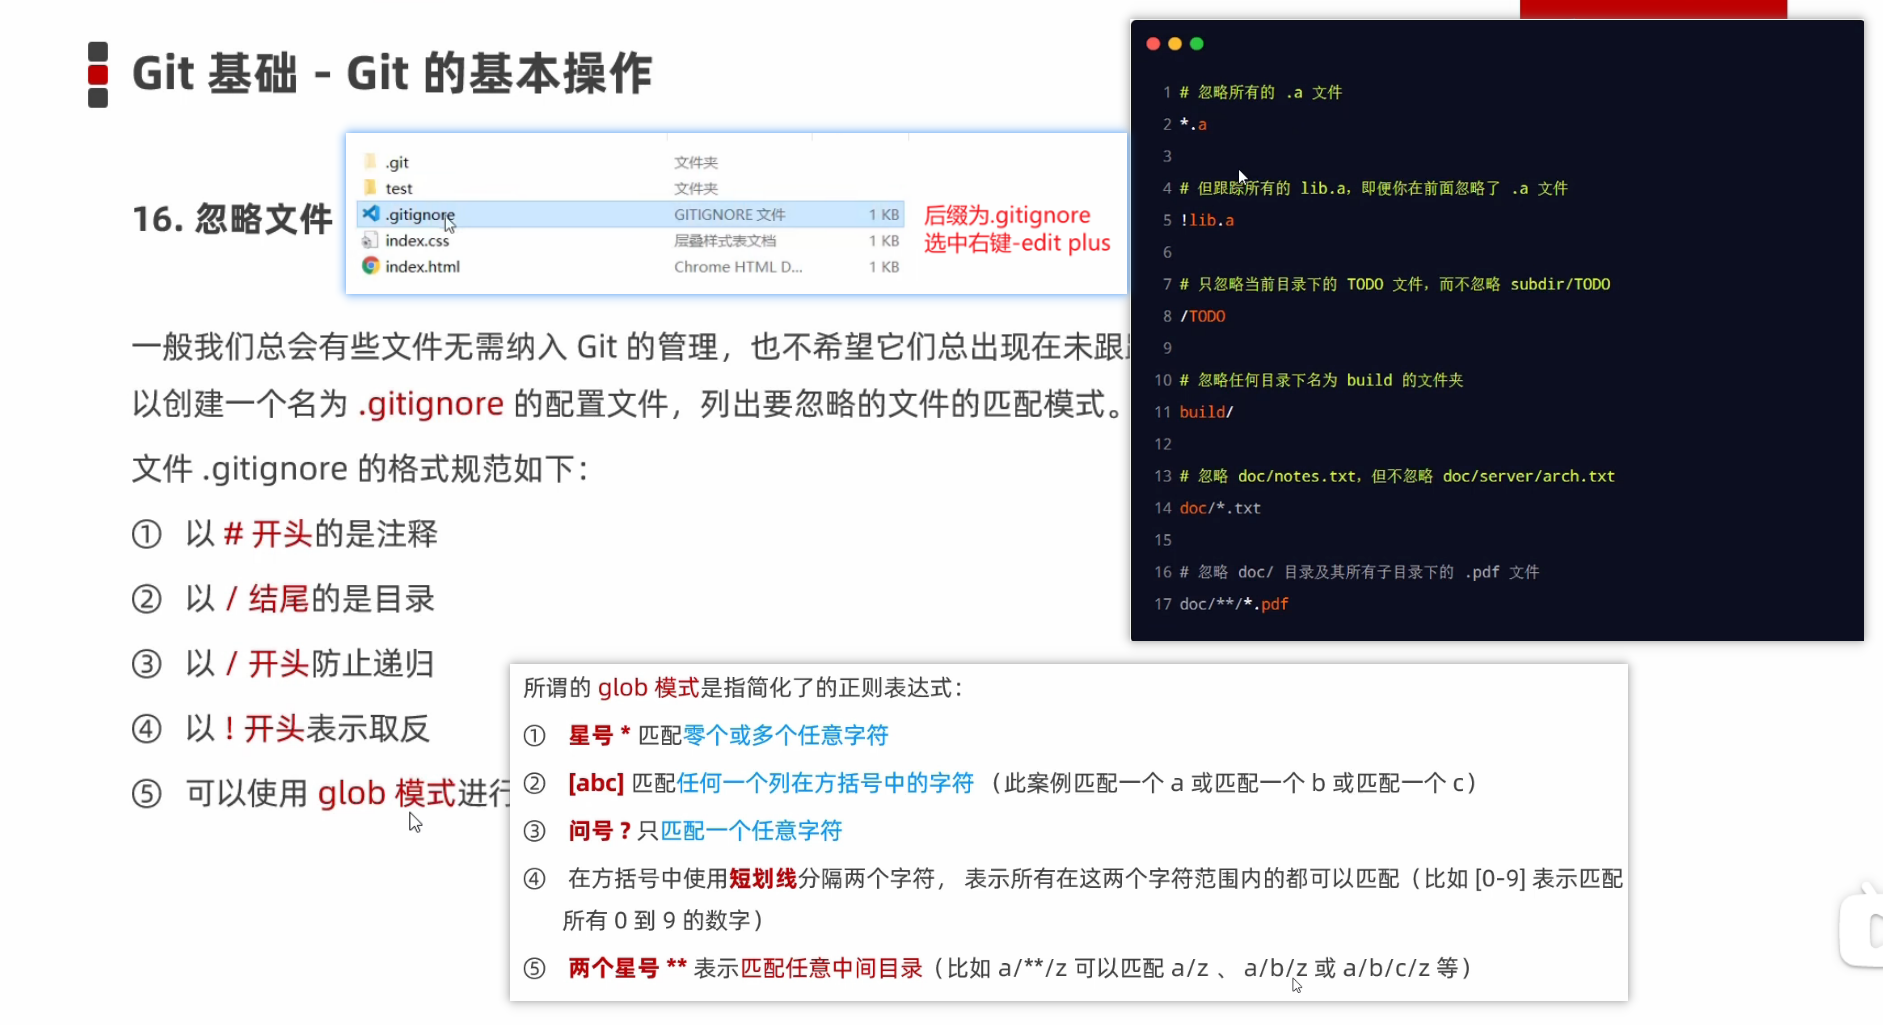 Git 基础 - Git 的基本操作
16. 忽略文件
.git 文件夹
test 文件夹
.gitignore GITIGNORE 文件 1 KB
index.css 层叠样式表文档 1 KB
index.html Chrome HTML D... 1 KB
后缀为.gitignore
选中右键-edit plus
一般我们总会有些文件无需纳入 Git 的管理，也不希望它们总出现在未跟
以创建一个名为 .gitignore 的配置文件，列出要忽略的文件的匹配模式。
文件 .gitignore 的格式规范如下：
① 以 # 开头的是注释
② 以 / 结尾的是目录
③ 以 / 开头防止递归
④ 以 ! 开头表示取反
⑤ 可以使用 glob 模式进行
1 # 忽略所有的 .a 文件
2 *.a
3
4 # 但跟踪所有的 lib.a，即便你在前面忽略了 .a 文件
5 !lib.a
6
7 # 只忽略当前目录下的 TODO 文件，而不忽略 subdir/TODO
8 /TODO
9
10 # 忽略任何目录下名为 build 的文件夹
11 build/
12
13 # 忽略 doc/notes.txt，但不忽略 doc/server/arch.txt
14 doc/*.txt
15
16 # 忽略 doc/ 目录及其所有子目录下的 .pdf 文件
17 doc/**/*.pdf
所谓的 glob 模式是指简化了的正则表达式：
① 星号 * 匹配零个或多个任意字符
② [abc] 匹配任何一个列在方括号中的字符 （此案例匹配一个 a 或匹配一个 b 或匹配一个 c）
③ 问号 ? 只匹配一个任意字符
④ 在方括号中使用短划线分隔两个字符， 表示所有在这两个字符范围内的都可以匹配（比如 [0-9] 表示匹配
所有 0 到 9 的数字）
⑤ 两个星号 ** 表示匹配任意中间目录（比如 a/**/z 可以匹配 a/z 、 a/b/z 或 a/b/c/z 等）